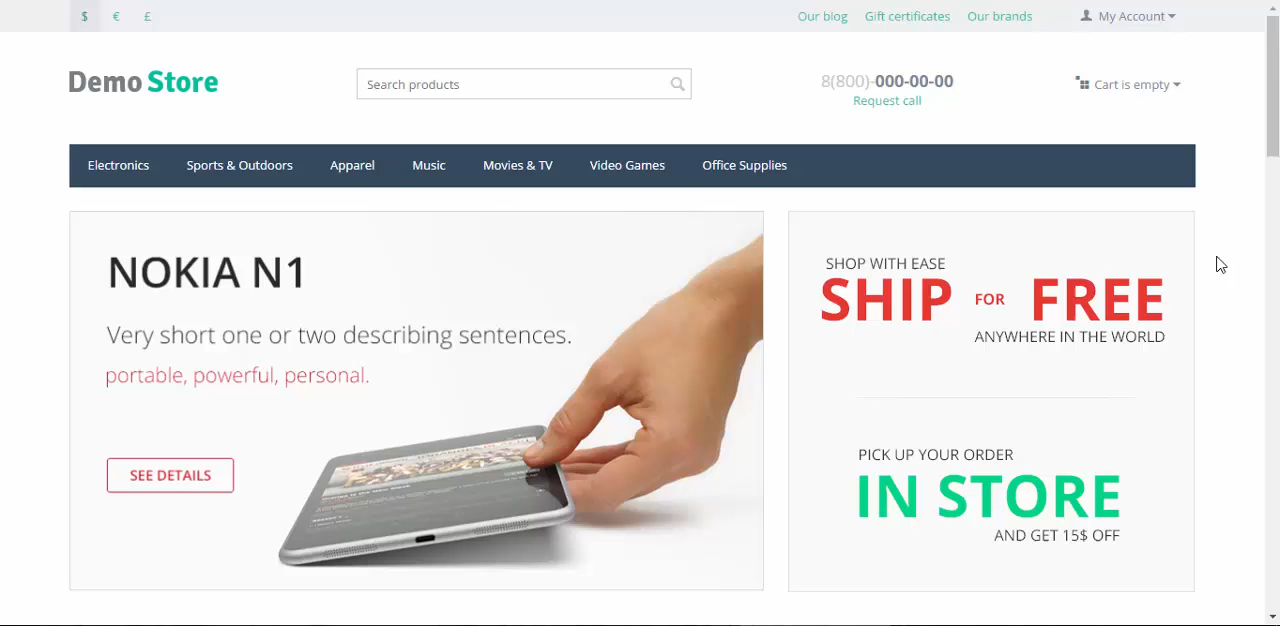 $ € £ Our blog Gift certificates Our brands My Account
Demo Store Search products 8(800)-000-00-00 Cart is empty
Request call
Electronics Sports & Outdoors Apparel Music Movies & TV Video Games Office Supplies
NOKIA N1
Very short one or two describing sentences.
portable, powerful, personal.
SEE DETAILS
SHOP WITH EASE
SHIP FOR FREE
ANYWHERE IN THE WORLD
PICK UP YOUR ORDER
IN STORE
AND GET 15$ OFF